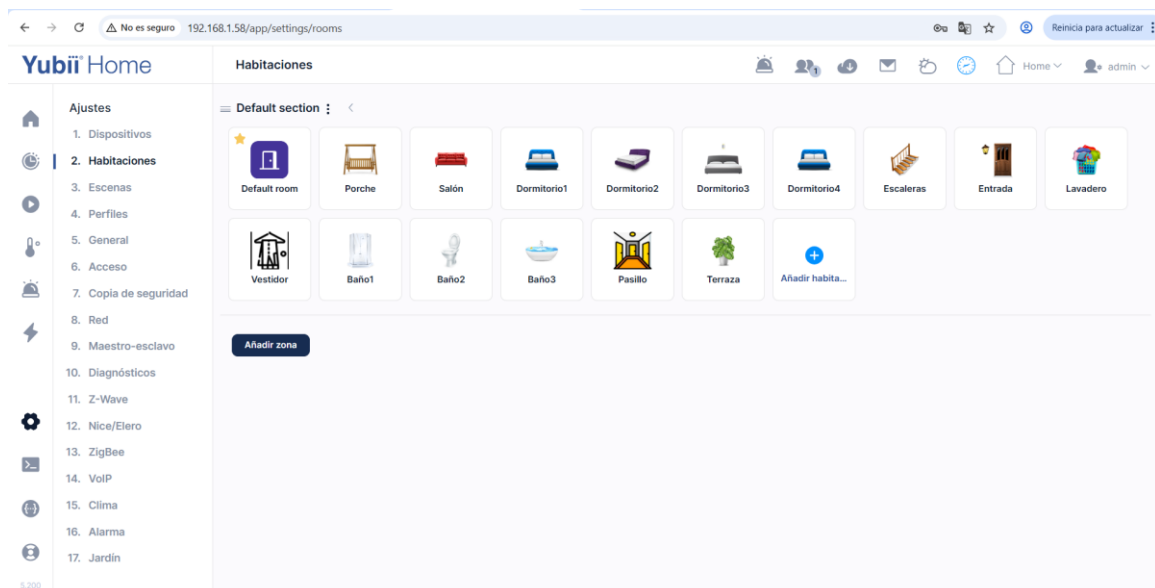 No es seguro 192.168.1.58/app/settings/rooms Reinicia para actualizar
Yubii Home Habitaciones 1 Home admin
Ajustes
1. Dispositivos
2. Habitaciones
3. Escenas
4. Perfiles
5. General
6. Acceso
7. Copia de seguridad
8. Red
9. Maestro-esclavo
10. Diagnósticos
11. Z-Wave
12. Nice/Elero
13. ZigBee
14. VoIP
15. Clima
16. Alarma
17. Jardín
5.200
Default section
Default room Porche Salón Dormitorio1 Dormitorio2 Dormitorio3 Dormitorio4 Escaleras Entrada Lavadero
Vestidor Baño1 Baño2 Baño3 Pasillo Terraza Añadir habita...
Añadir zona